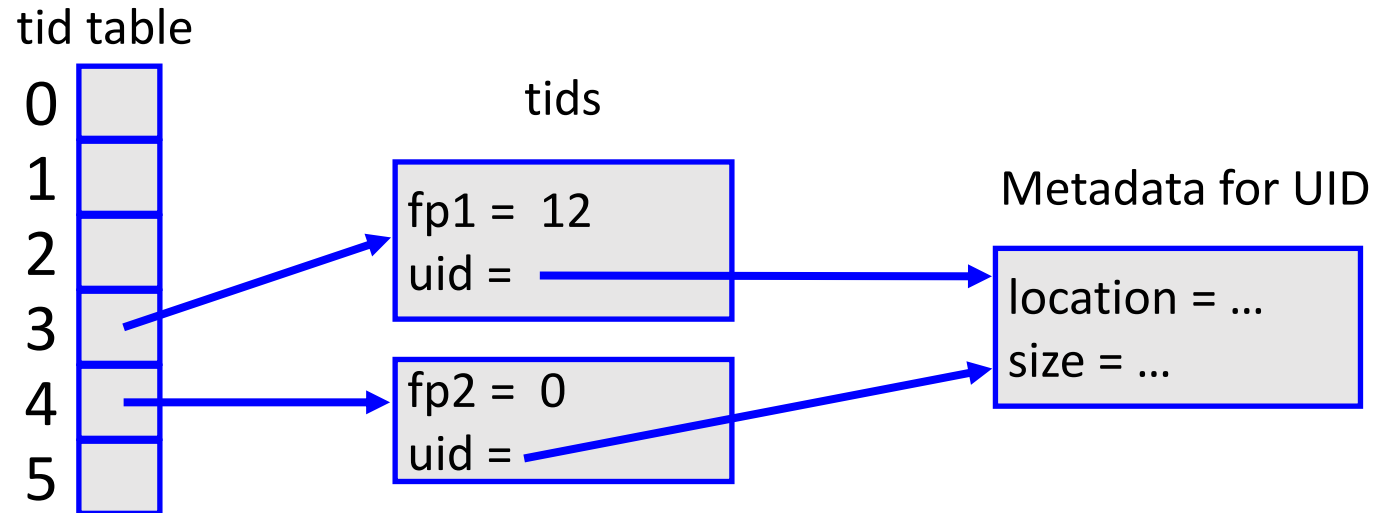 tid table
0
1
2
3
4
5
tids
fp1 = 12
uid =
fp2 = 0
uid =
Metadata for UID
location = ...
size = ...